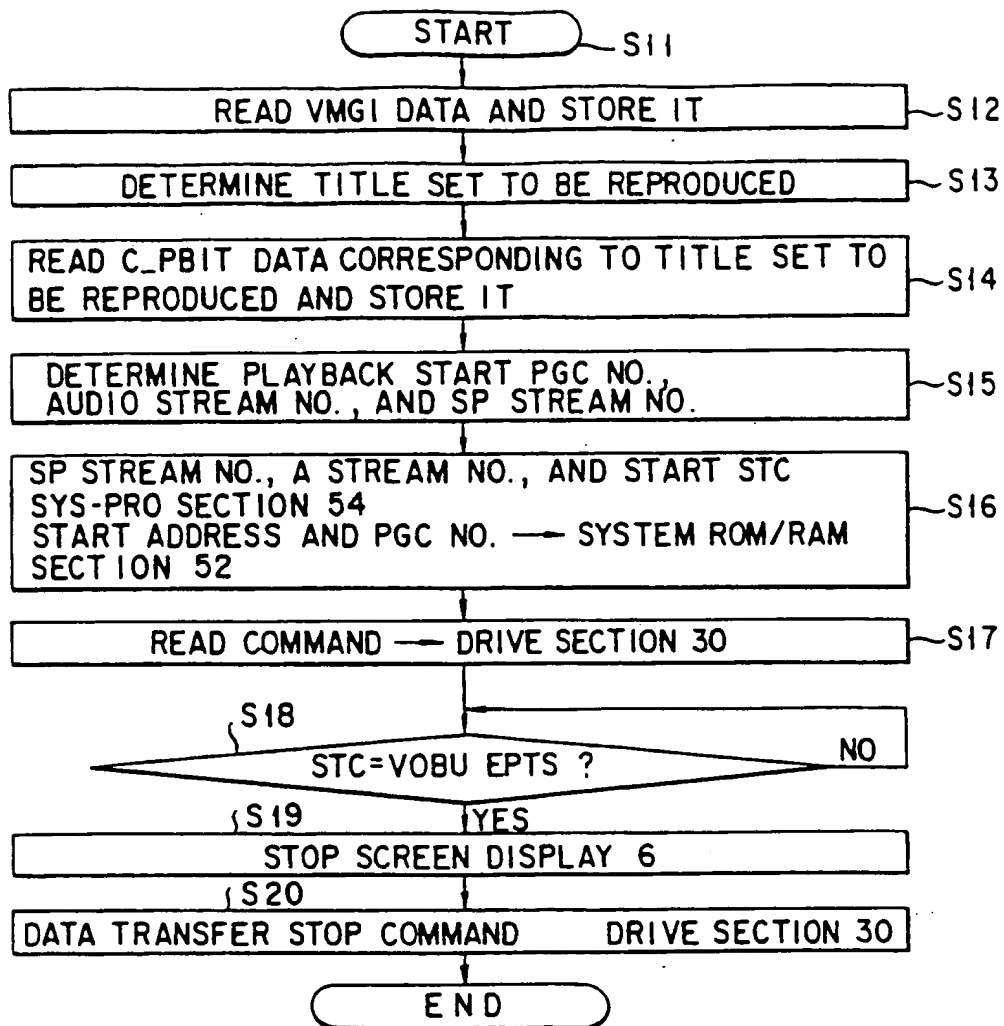 START
S11
READ VMGI DATA AND STORE IT
S12
DETERMINE TITLE SET TO BE REPRODUCED
S13
READ C_PBIT DATA CORRESPONDING TO TITLE SET TO
BE REPRODUCED AND STORE IT
S14
DETERMINE PLAYBACK START PGC NO.,
AUDIO STREAM NO., AND SP STREAM NO.
S15
SP STREAM NO., A STREAM NO., AND START STC
SYS-PRO SECTION 54
START ADDRESS AND PGC NO. → SYSTEM ROM/RAM
SECTION 52
S16
READ COMMAND → DRIVE SECTION 30
S17
S18
STC=VOBU EPTS ?
NO
YES
S19
STOP SCREEN DISPLAY 6
S20
DATA TRANSFER STOP COMMAND DRIVE SECTION 30
END